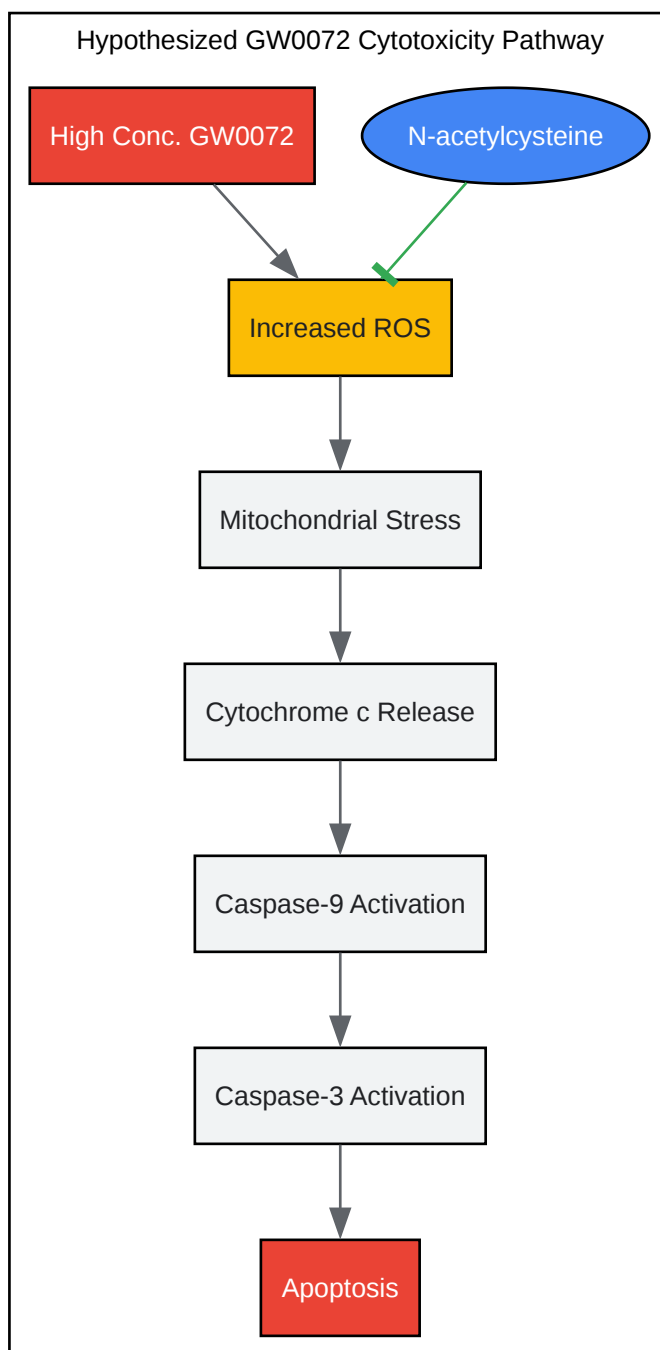 Hypothesized GW0072 Cytotoxicity Pathway
High Conc. GW0072
N-acetylcysteine
Increased ROS
Mitochondrial Stress
Cytochrome c Release
Caspase-9 Activation
Caspase-3 Activation
Apoptosis